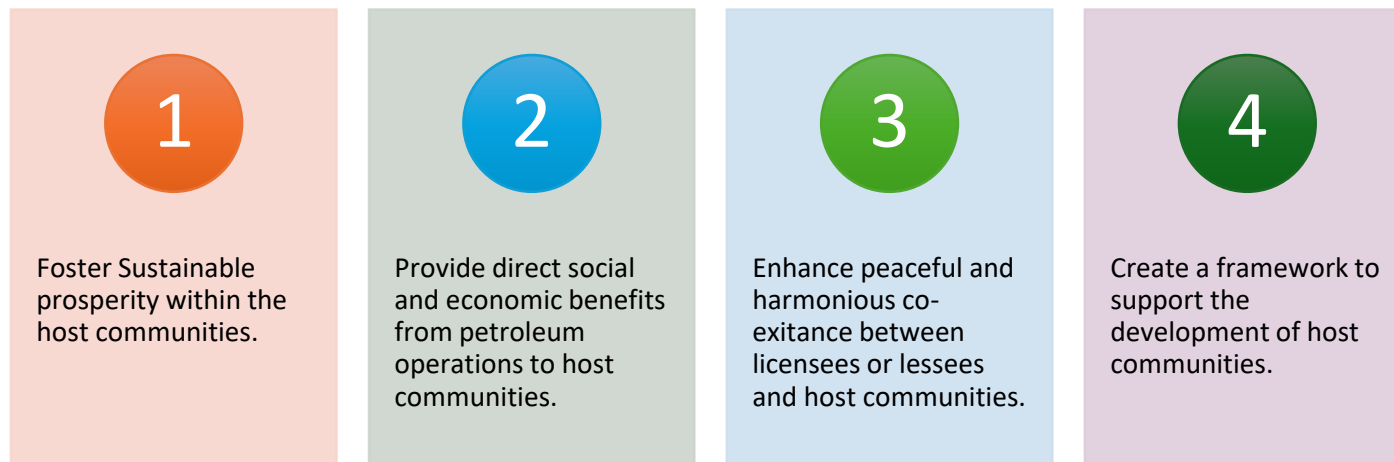 1
Foster Sustainable
prosperity within the
host communities.
2
Provide direct social
and economic benefits
from petroleum
operations to host
communities.
3
Enhance peaceful and
harmonious co-
exitance between
licensees or lessees
and host communities.
4
Create a framework to
support the
development of host
communities.